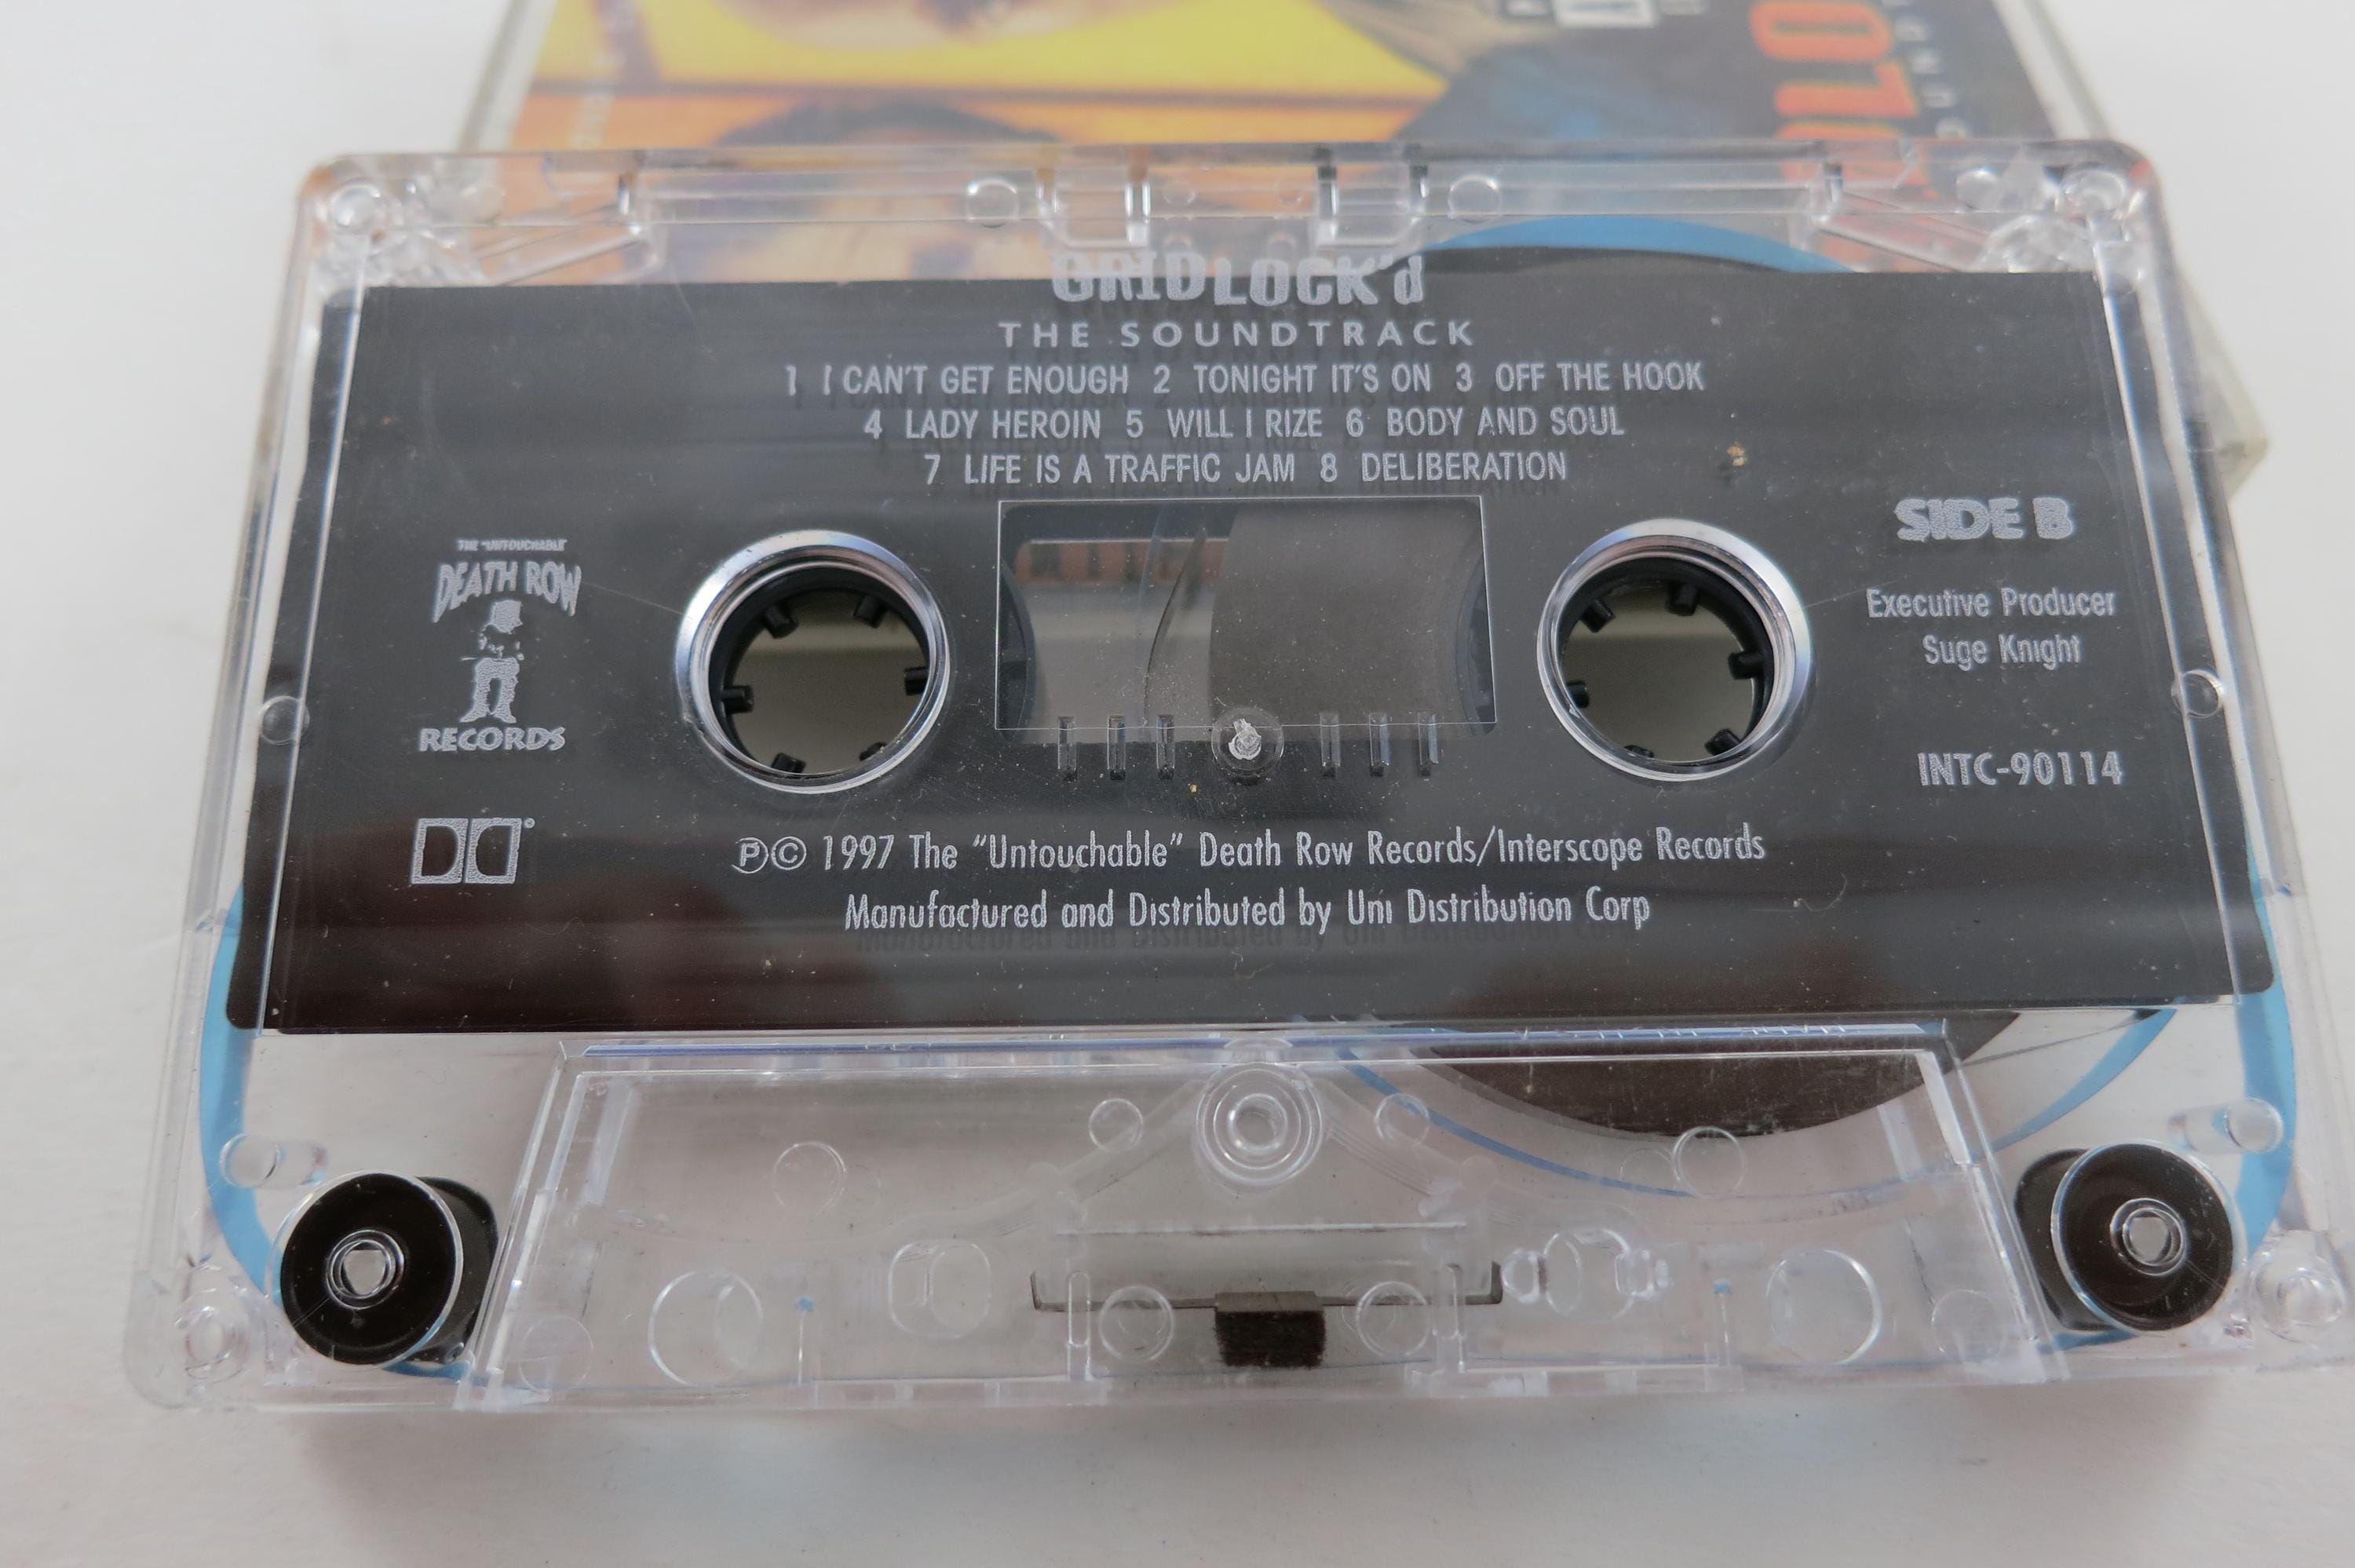 GRIDLOCK'd
THE SOUNDTRACK
1 I CAN'T GET ENOUGH 2 TONIGHT IT'S ON 3 OFF THE HOOK
4 LADY HEROIN 5 WILL I RIZE 6 BODY AND SOUL
7 LIFE IS A TRAFFIC JAM 8 DELIBERATION
THE "UNTOUCHABLE"
DEATH ROW
RECORDS
SIDE B
Executive Producer
Suge Knight
INTC-90114
℗© 1997 The "Untouchable" Death Row Records/Interscope Records
Manufactured and Distributed by Uni Distribution Corp